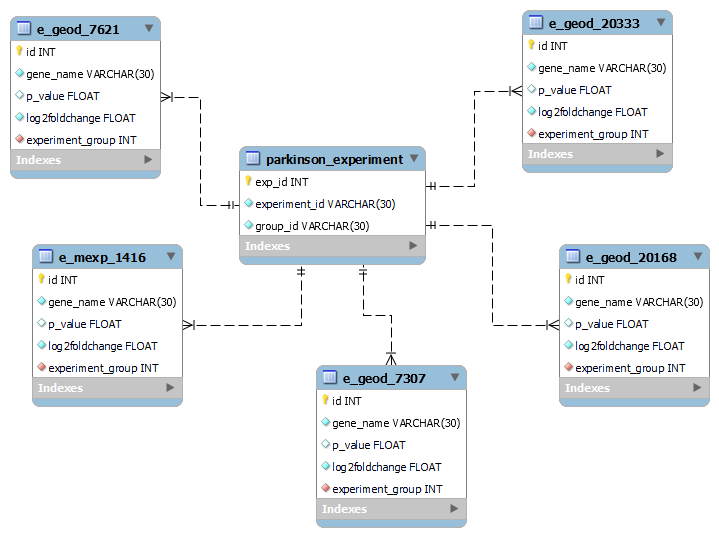 e_geod_7621
id INT
gene_name VARCHAR(30)
p_value FLOAT
log2foldchange FLOAT
experiment_group INT
Indexes
e_geod_20333
id INT
gene_name VARCHAR(30)
p_value FLOAT
log2foldchange FLOAT
experiment_group INT
Indexes
parkinson_experiment
exp_id INT
experiment_id VARCHAR(30)
group_id VARCHAR(30)
Indexes
e_mexp_1416
id INT
gene_name VARCHAR(30)
p_value FLOAT
log2foldchange FLOAT
experiment_group INT
Indexes
e_geod_20168
id INT
gene_name VARCHAR(30)
p_value FLOAT
log2foldchange FLOAT
experiment_group INT
Indexes
e_geod_7307
id INT
gene_name VARCHAR(30)
p_value FLOAT
log2foldchange FLOAT
experiment_group INT
Indexes